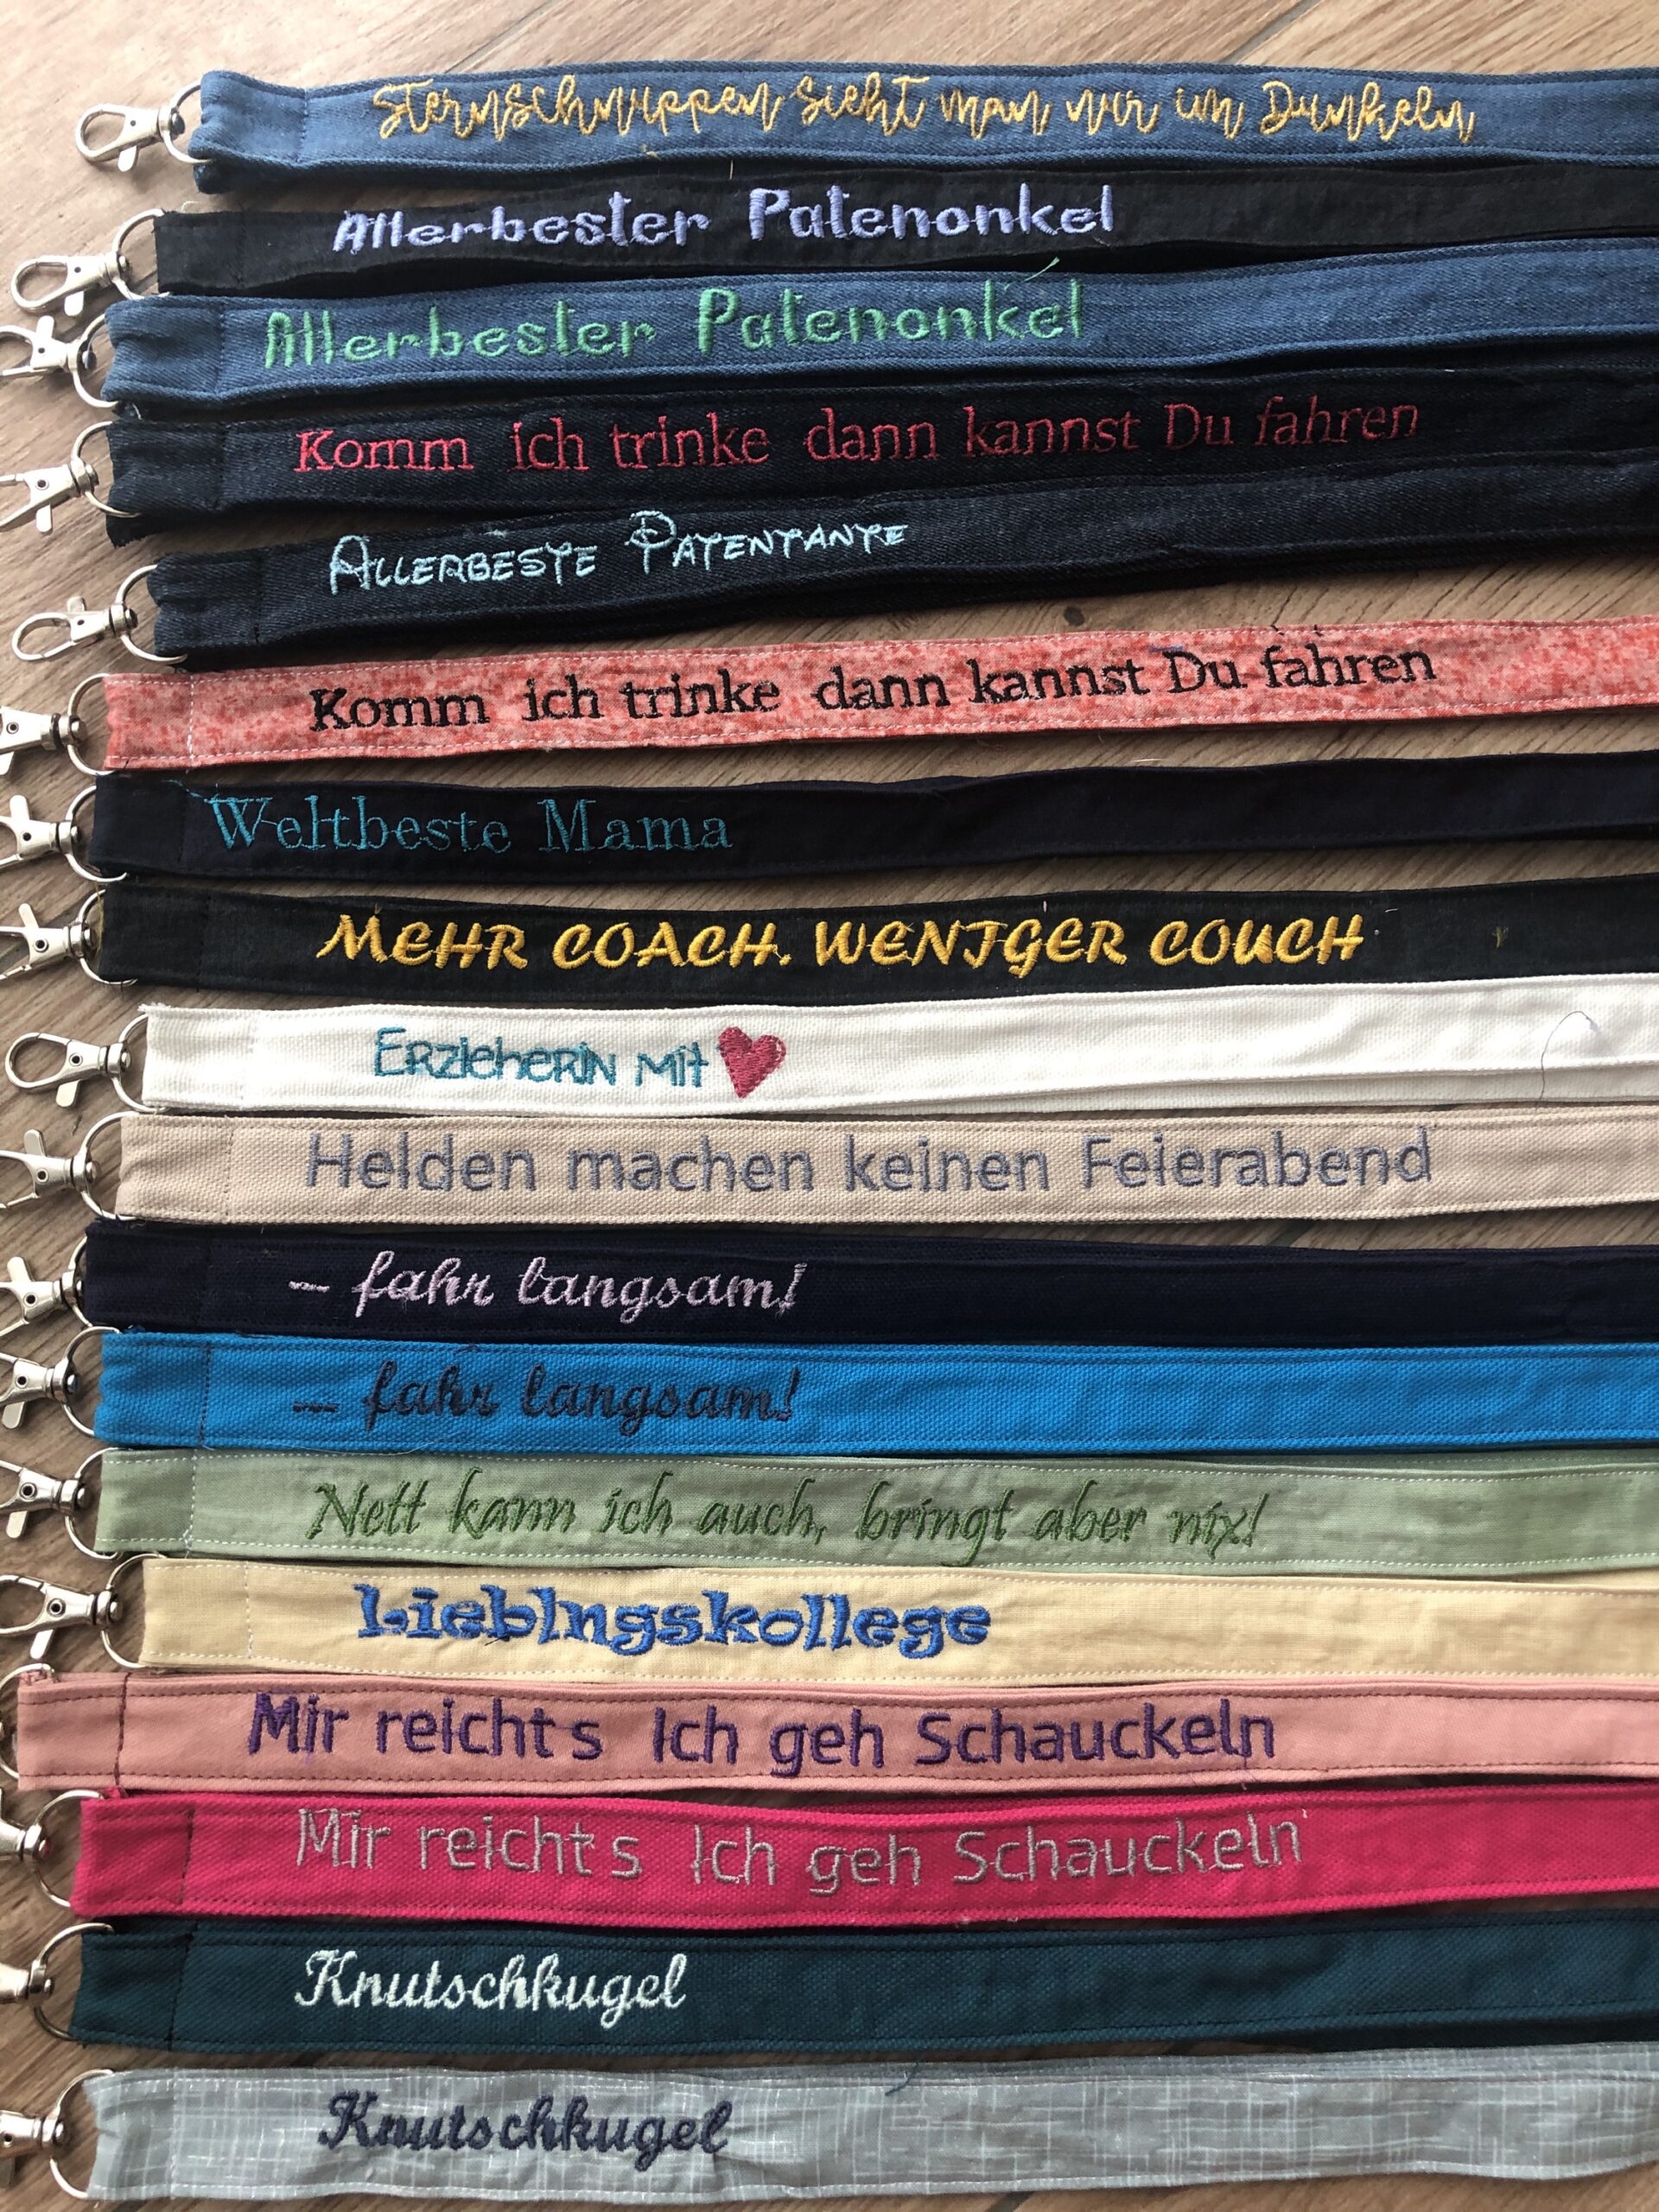 Sternschnuppen sieht man nur im Dunkeln
Allerbester Patenonkel
Allerbester Patenonkel
Komm ich trinke dann kannst Du fahren
ALLERBESTE PATENTANTE
Komm ich trinke dann kannst Du fahren
Weltbeste Mama
MEHR COACH. WENIGER COUCH
ErzieherIN mit
Helden machen keinen Feierabend
- fahr langsam!
- fahr langsam!
Nett kann ich auch, bringt aber nix!
Lieblngskollege
Mir reicht s Ich geh Schauckeln
Mir reicht s Ich geh Schauckeln
Knutschkugel
Knutschkugel